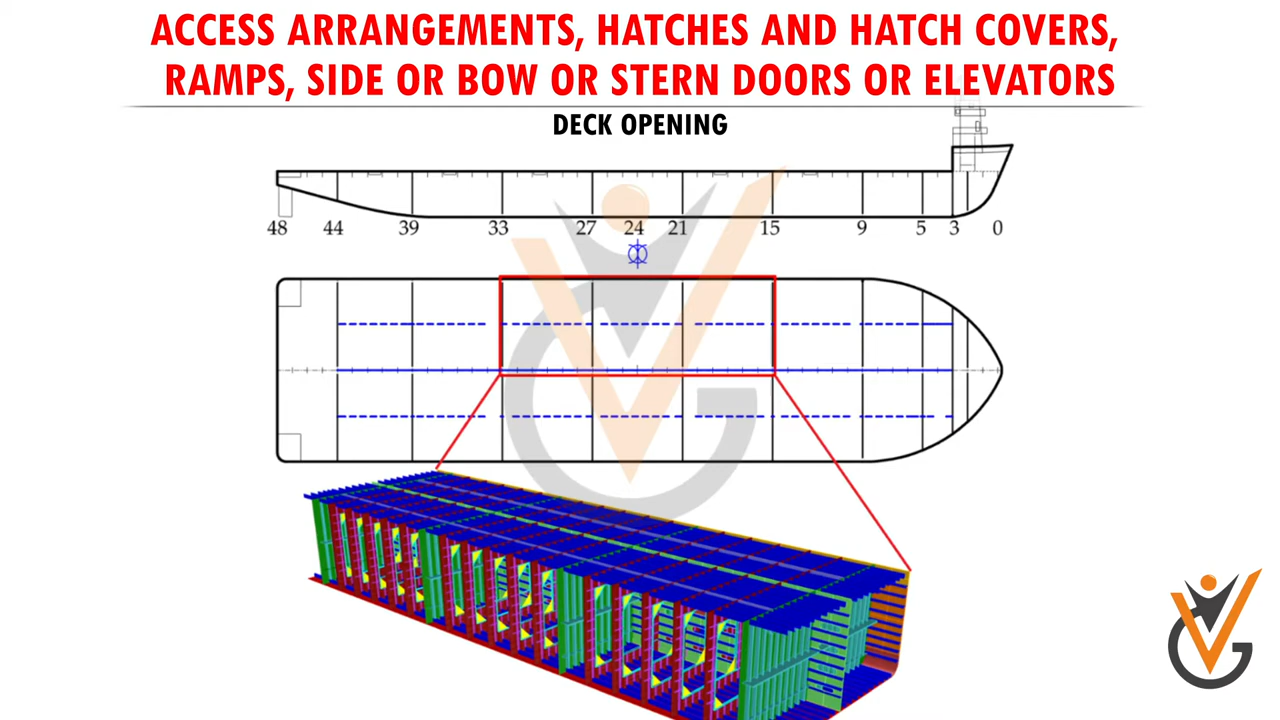 ACCESS ARRANGEMENTS, HATCHES AND HATCH COVERS,
RAMPS, SIDE OR BOW OR STERN DOORS OR ELEVATORS
DECK OPENING
48 44 39 33 27 24 21 15 9 5 3 0